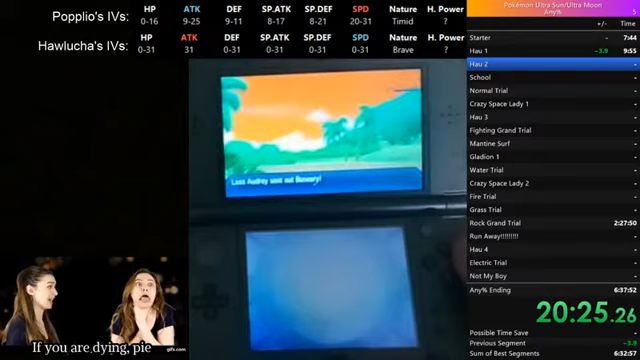 Popplio's IVs:
HP ATK DEF SP.ATK SP.DEF SPD Nature H. Power
0-16 9-25 9-11 8-17 8-21 20-31 Timid ?
Hawlucha's IVs:
HP ATK DEF SP.ATK SP.DEF SPD Nature H. Power
0-31 31 0-31 0-31 0-31 0-31 Brave ?
Lass Audrey sent out Buneary!
If you are dying, pie
gifs.com
Pokémon Ultra Sun/Ultra Moon
Any% 5
+/- Time
Starter - 7:44
Hau 1 -3.9 9:55
Hau 2 -
School -
Normal Trial -
Crazy Space Lady 1 -
Hau 3 -
Fighting Grand Trial -
Mantine Surf -
Gladion 1 -
Water Trial -
Crazy Space Lady 2 -
Fire Trial -
Grass Trial -
Rock Grand Trial 2:27:50
Run Away!!!!!!!!! -
Hau 4 -
Electric Trial -
Not My Boy -
Any% Ending 6:37:52
20:25.26
Possible Time Save -
Previous Segment -3.9
Sum of Best Segments 6:32:57